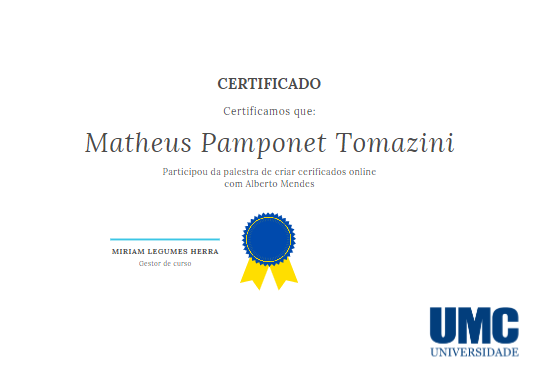 CERTIFICADO
Certificamos que:
Matheus Pamponet Tomazini
Participou da palestra de criar cerificados online
com Alberto Mendes
MIRIAM LEGUMES HERRA
Gestor de curso
UMC
UNIVERSIDADE